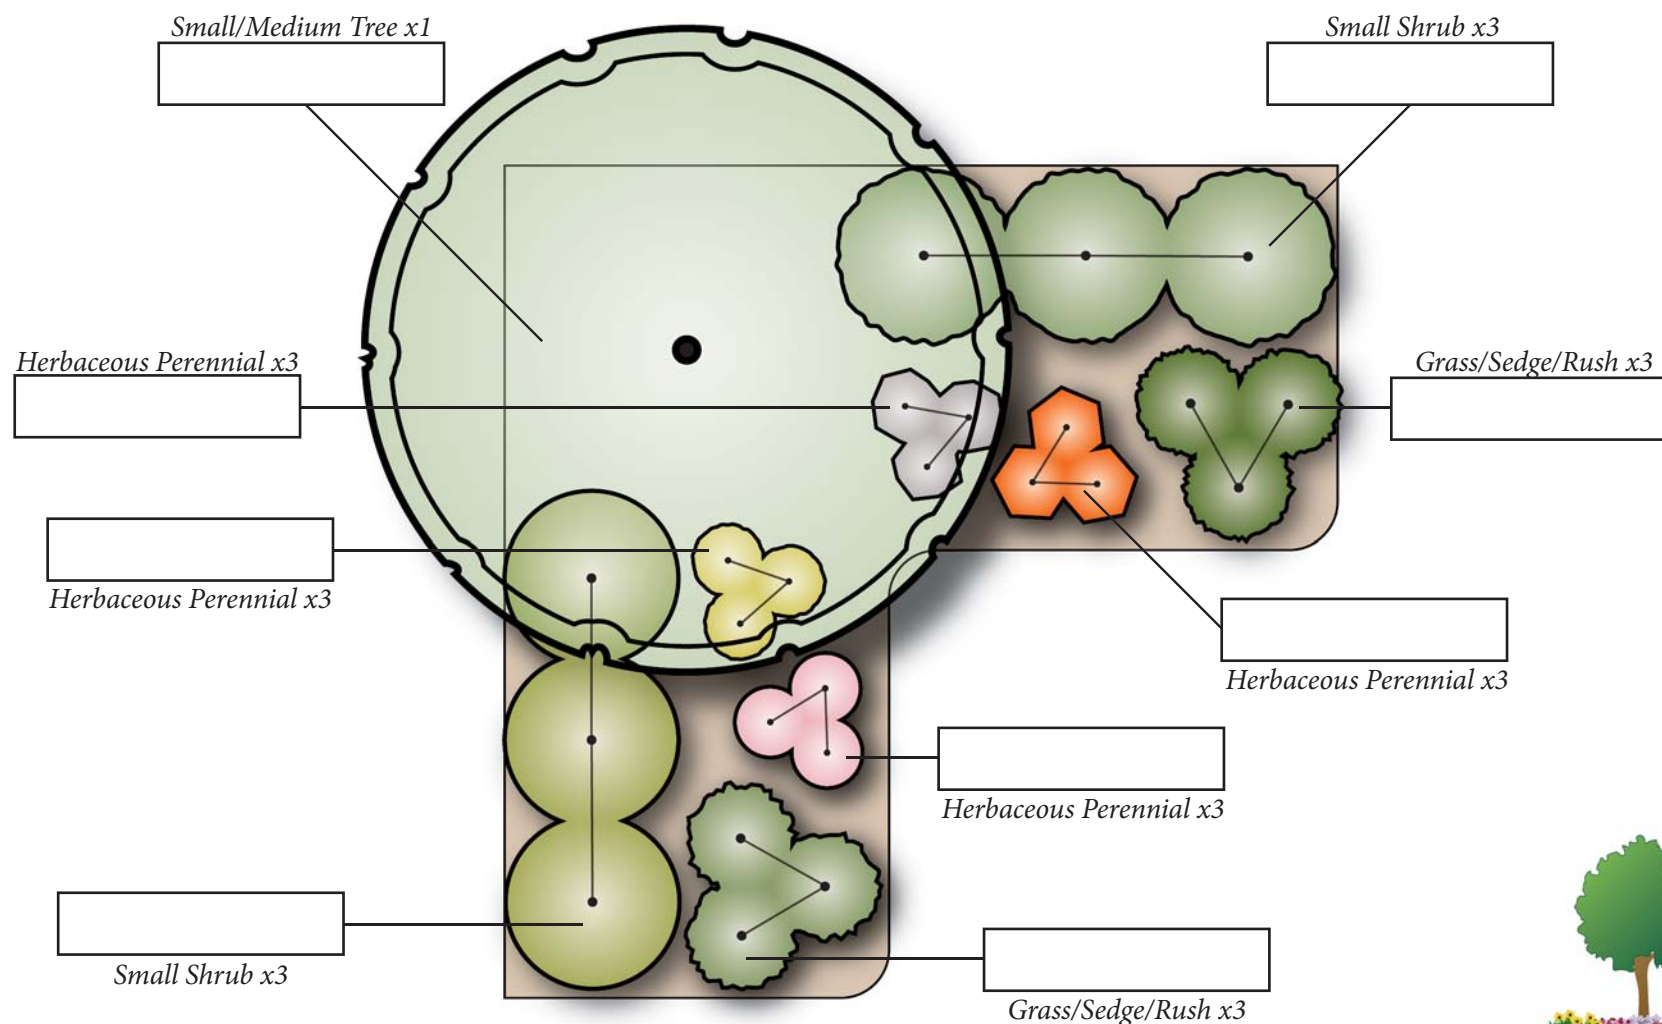 Small/Medium Tree x1
Small Shrub x3
Herbaceous Perennial x3
Grass/Sedge/Rush x3
Herbaceous Perennial x3
Herbaceous Perennial x3
Herbaceous Perennial x3
Small Shrub x3
Grass/Sedge/Rush x3